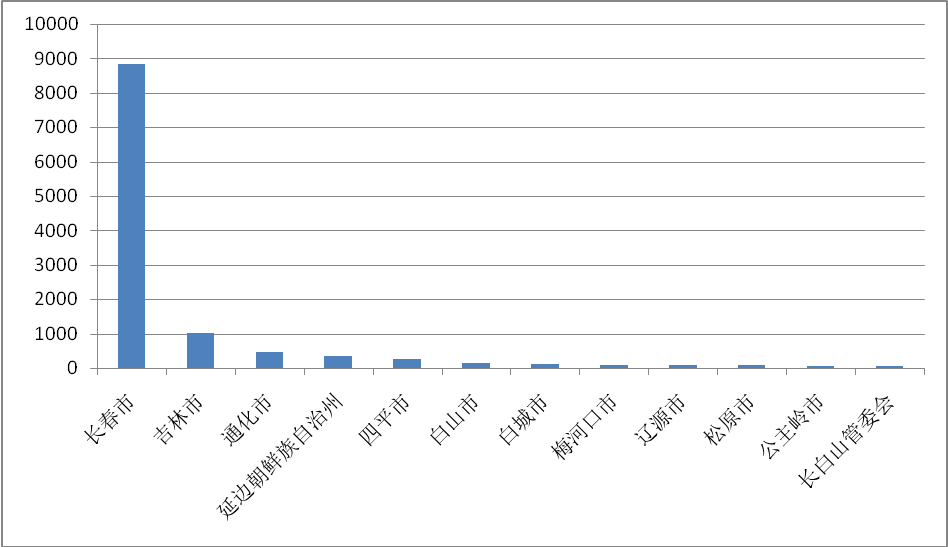 10000
9000
8000
7000
6000
5000
4000
3000
2000
1000
0
长春市
吉林市
通化市
延边朝鲜族自治州
四平市
白山市
白城市
梅河口市
辽源市
松原市
公主岭市
长白山管委会